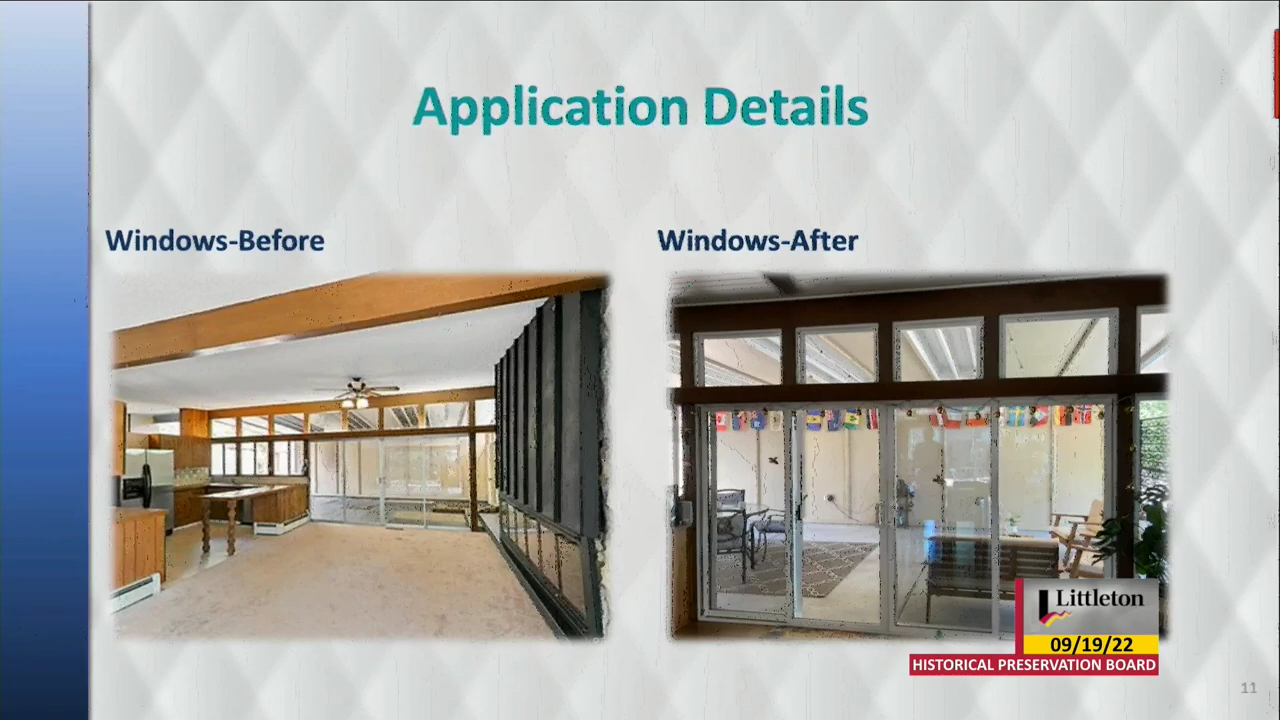 Application Details
Windows-Before
Windows-After
Littleton
09/19/22
HISTORICAL PRESERVATION BOARD
11